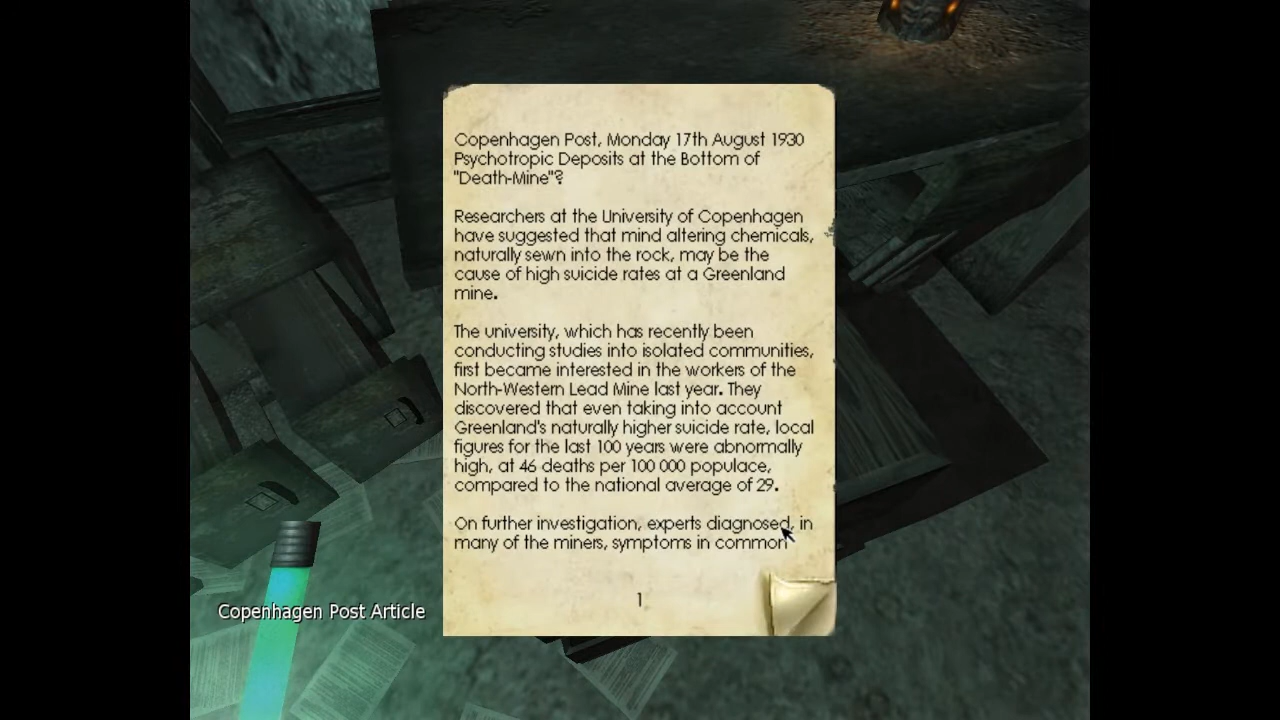 Copenhagen Post, Monday 17th August 1930
Psychotropic Deposits at the Bottom of
"Death-Mine"?
Researchers at the University of Copenhagen
have suggested that mind altering chemicals,
naturally sewn into the rock, may be the
cause of high suicide rates at a Greenland
mine.
The university, which has recently been
conducting studies into isolated communities,
first became interested in the workers of the
North-Western Lead Mine last year. They
discovered that even taking into account
Greenland's naturally higher suicide rate, local
figures for the last 100 years were abnormally
high, at 46 deaths per 100 000 populace,
compared to the national average of 29.
On further investigation, experts diagnosed, in
many of the miners, symptoms in common
1
Copenhagen Post Article